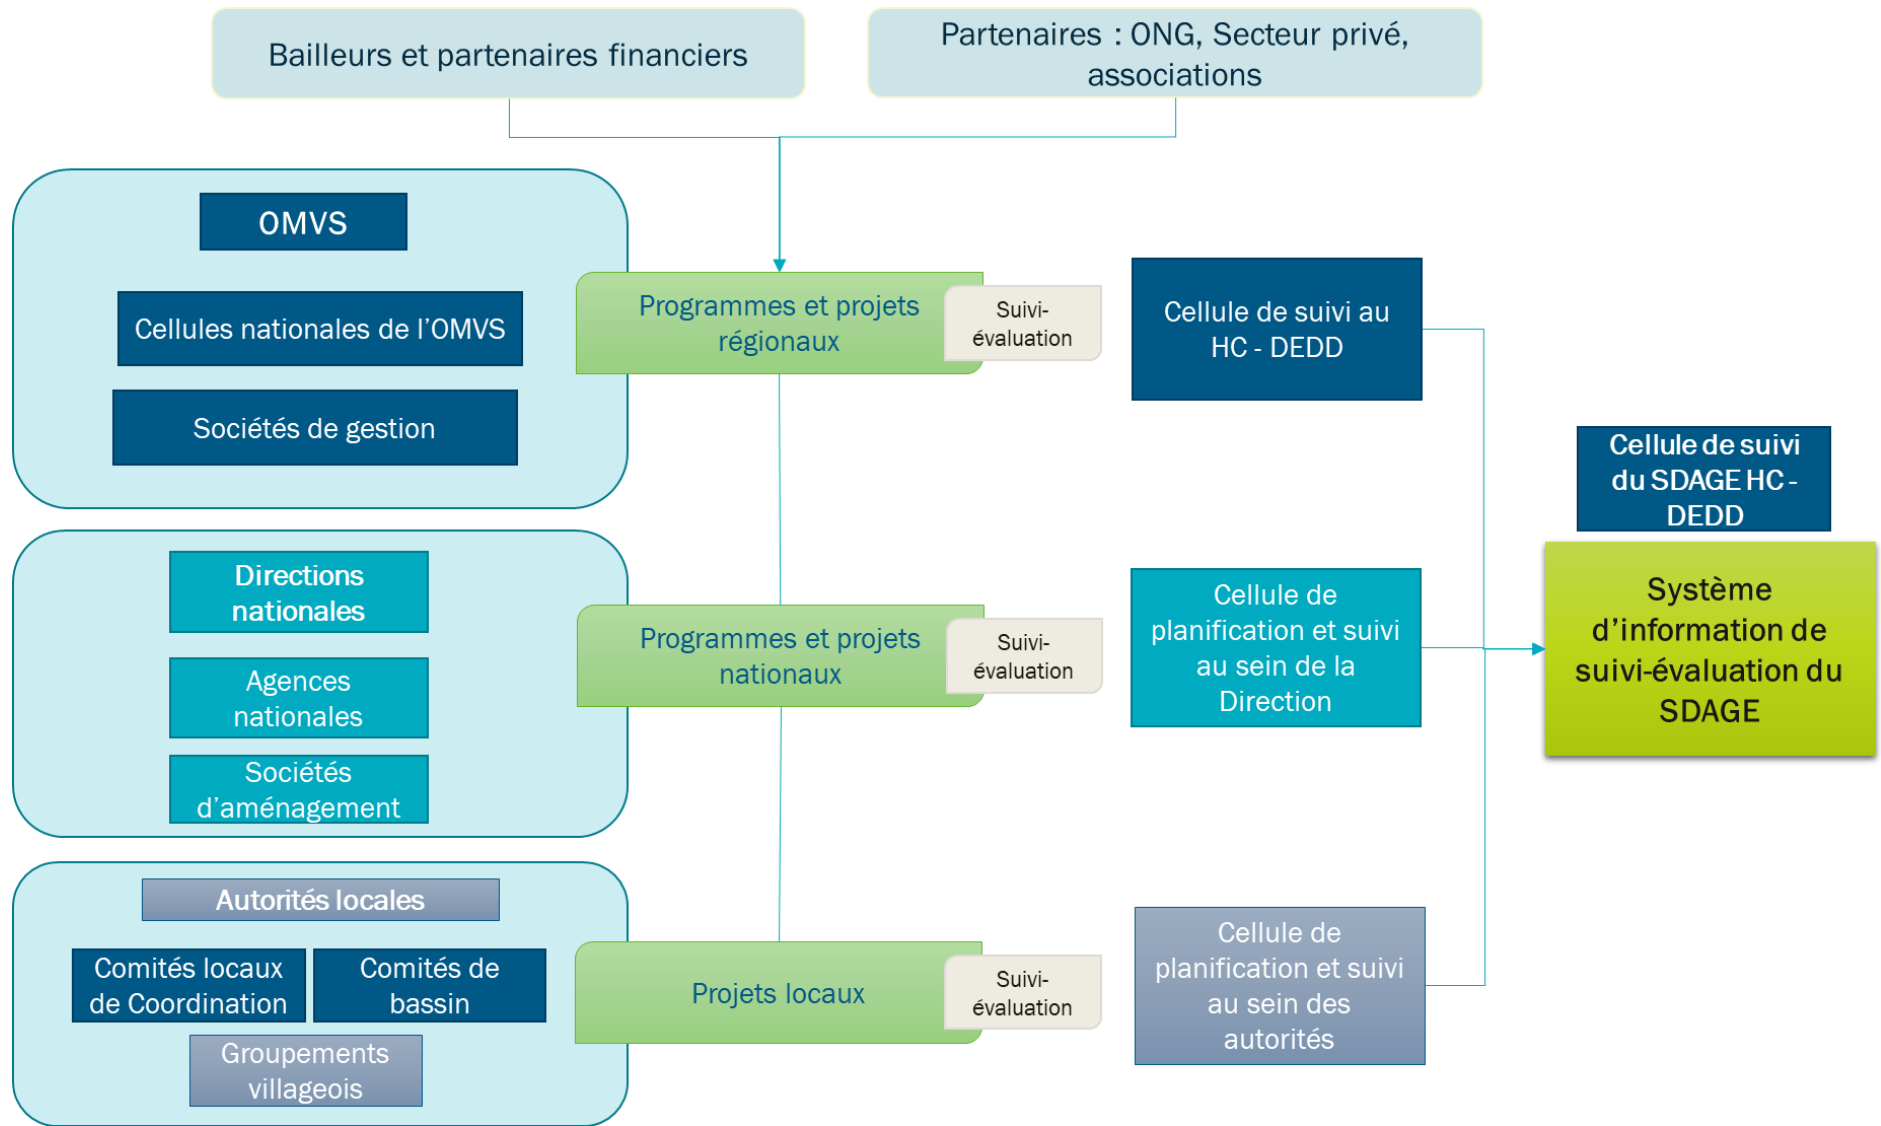 Bailleurs et partenaires financiers
Partenaires : ONG, Secteur privé,
associations
OMVS
Cellules nationales de l’OMVS
Sociétés de gestion
Programmes et projets
régionaux
Suivi-
évaluation
Cellule de suivi au
HC - DEDD
Cellule de suivi
du SDAGE HC -
DEDD
Système
d’information de
suivi-évaluation du
SDAGE
Directions
nationales
Agences
nationales
Sociétés
d’aménagement
Programmes et projets
nationaux
Suivi-
évaluation
Cellule de
planification et suivi
au sein de la
Direction
Autorités locales
Comités locaux
de Coordination
Comités de
bassin
Groupements
villageois
Projets locaux
Suivi-
évaluation
Cellule de
planification et suivi
au sein des
autorités